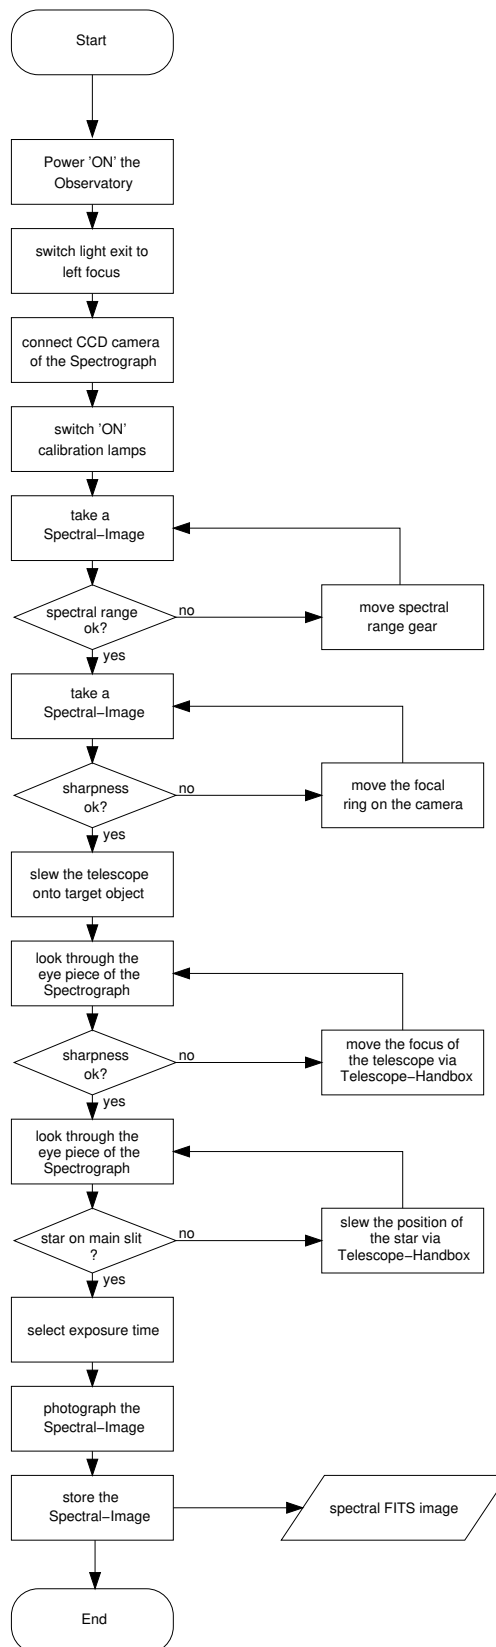 Start
Power 'ON' the
Observatory
switch light exit to
left focus
connect CCD camera
of the Spectrograph
switch 'ON'
calibration lamps
take a
Spectral−Image
spectral range
ok?
no
move spectral
range gear
yes
take a
Spectral−Image
sharpness
ok?
no
move the focal
ring on the camera
yes
slew the telescope
onto target object
look through the
eye piece of the
Spectrograph
sharpness
ok?
no
move the focus of
the telescope via
Telescope−Handbox
yes
look through the
eye piece of the
Spectrograph
star on main slit
?
no
slew the position of
the star via
Telescope−Handbox
yes
select exposure time
photograph the
Spectral−Image
store the
Spectral−Image
spectral FITS image
End